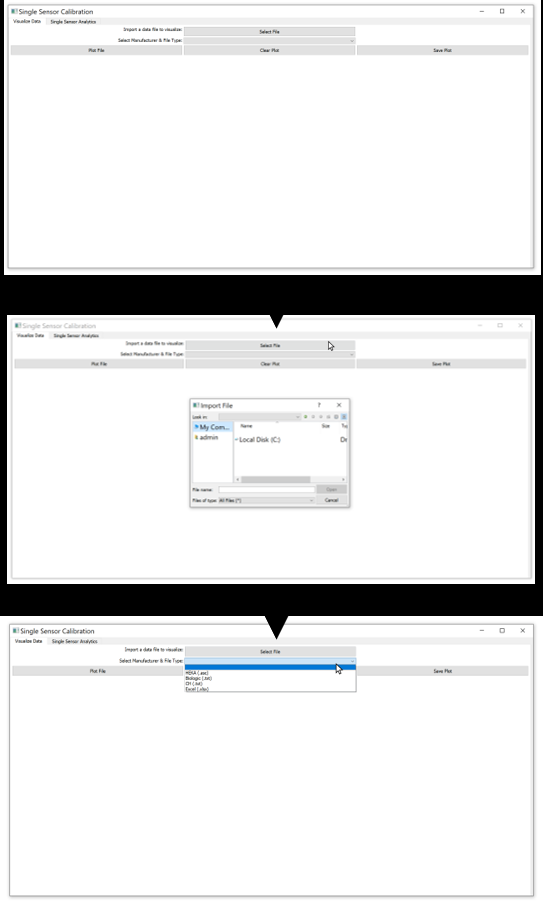 Single Sensor Calibration
Visualize Data Single Sensor Analytics
Import a data file to visualize: Select File
Select Manufacturer & File Type:
Plot File Clear Plot Save Plot
Single Sensor Calibration
Visualize Data Single Sensor Analytics
Import a data file to visualize: Select File
Select Manufacturer & File Type:
Plot File Clear Plot Save Plot
Import File ?
Look in:
My Com... Name Size Ty
admin Local Disk (C:) Dr
File name: Open
Files of type: All Files (*) Cancel
Single Sensor Calibration
Visualize Data Single Sensor Analytics
Import a data file to visualize: Select File
Select Manufacturer & File Type:
Plot File Save Plot
HEKA (.asc)
Biologic (.txt)
CH (.txt)
Excel (.xlsx)